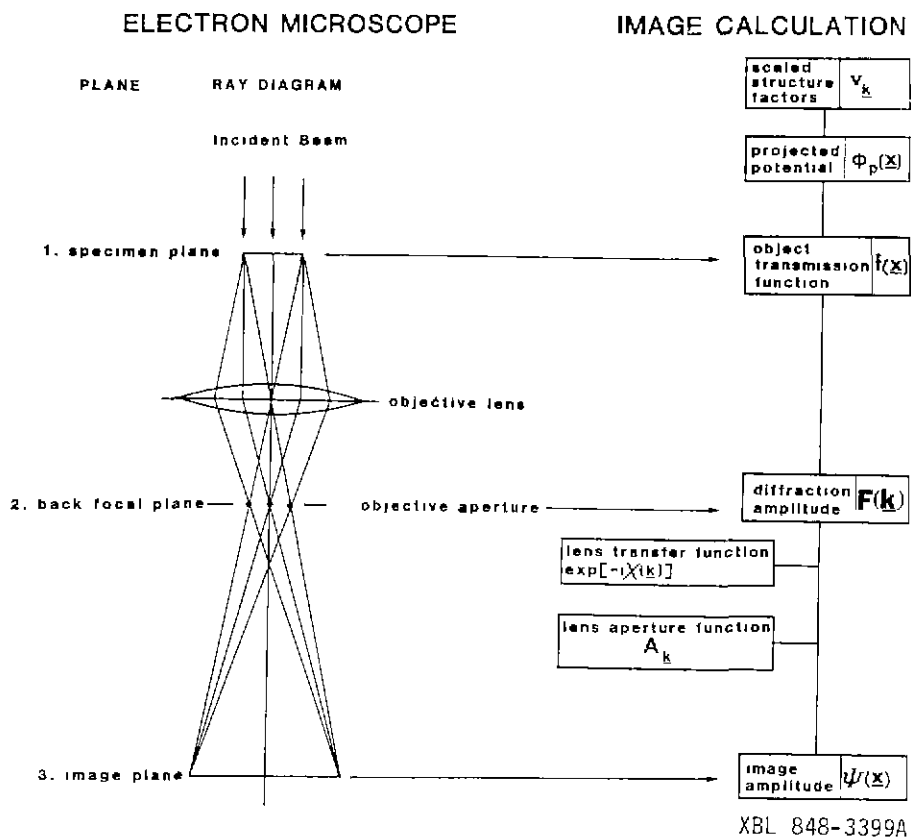 ELECTRON MICROSCOPE
IMAGE CALCULATION
PLANE
RAY DIAGRAM
Incident Beam
1. specimen plane
objective lens
2. back focal plane
objective aperture
3. image plane
scaled
structure
factors
V_k
projected
potential
Φ_p(x)
object
transmission
function
f(x)
diffraction
amplitude
F(k)
lens transfer function
exp[-iχ(k)]
lens aperture function
A_k
image
amplitude
Ψ(x)
XBL 848-3399A